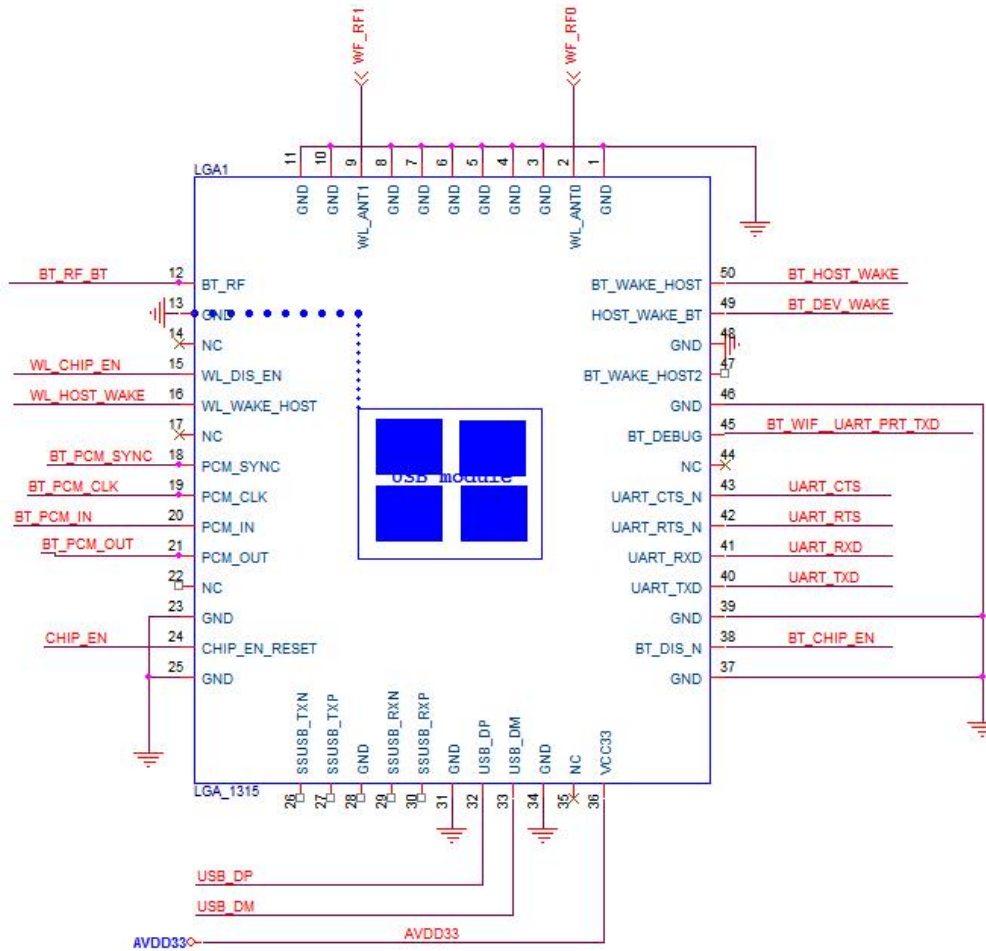 WF_RF1
WF_RF0
11 10 9 8 7 6 5 4 3 2 1
LGA1
GND GND WL_ANT1 GND GND GND GND GND GND WL_ANT0 GND
BT_RF_BT 12 BT_RF BT_WAKE_HOST 50 BT_HOST_WAKE
13 GND HOST_WAKE_BT 49 BT_DEV_WAKE
14 NC GND 48
WL_CHIP_EN 15 WL_DIS_EN BT_WAKE_HOST2 47
WL_HOST_WAKE 16 WL_WAKE_HOST GND 46
17 NC BT_DEBUG 45 BT_WIF__UART_PRT_TXD
BT_PCM_SYNC 18 PCM_SYNC NC 44
USB module
BT_PCM_CLK 19 PCM_CLK UART_CTS_N 43 UART_CTS
BT_PCM_IN 20 PCM_IN UART_RTS_N 42 UART_RTS
BT_PCM_OUT 21 PCM_OUT UART_RXD 41 UART_RXD
22 NC UART_TXD 40 UART_TXD
23 GND GND 39
CHIP_EN 24 CHIP_EN_RESET BT_DIS_N 38 BT_CHIP_EN
25 GND GND 37
SSUSB_TXN SSUSB_TXP GND SSUSB_RXN SSUSB_RXP GND USB_DP USB_DM GND NC VCC33
LGA_1315
26 27 28 29 30 31 32 33 34 35 36
USB_DP
USB_DM
AVDD33 AVDD33